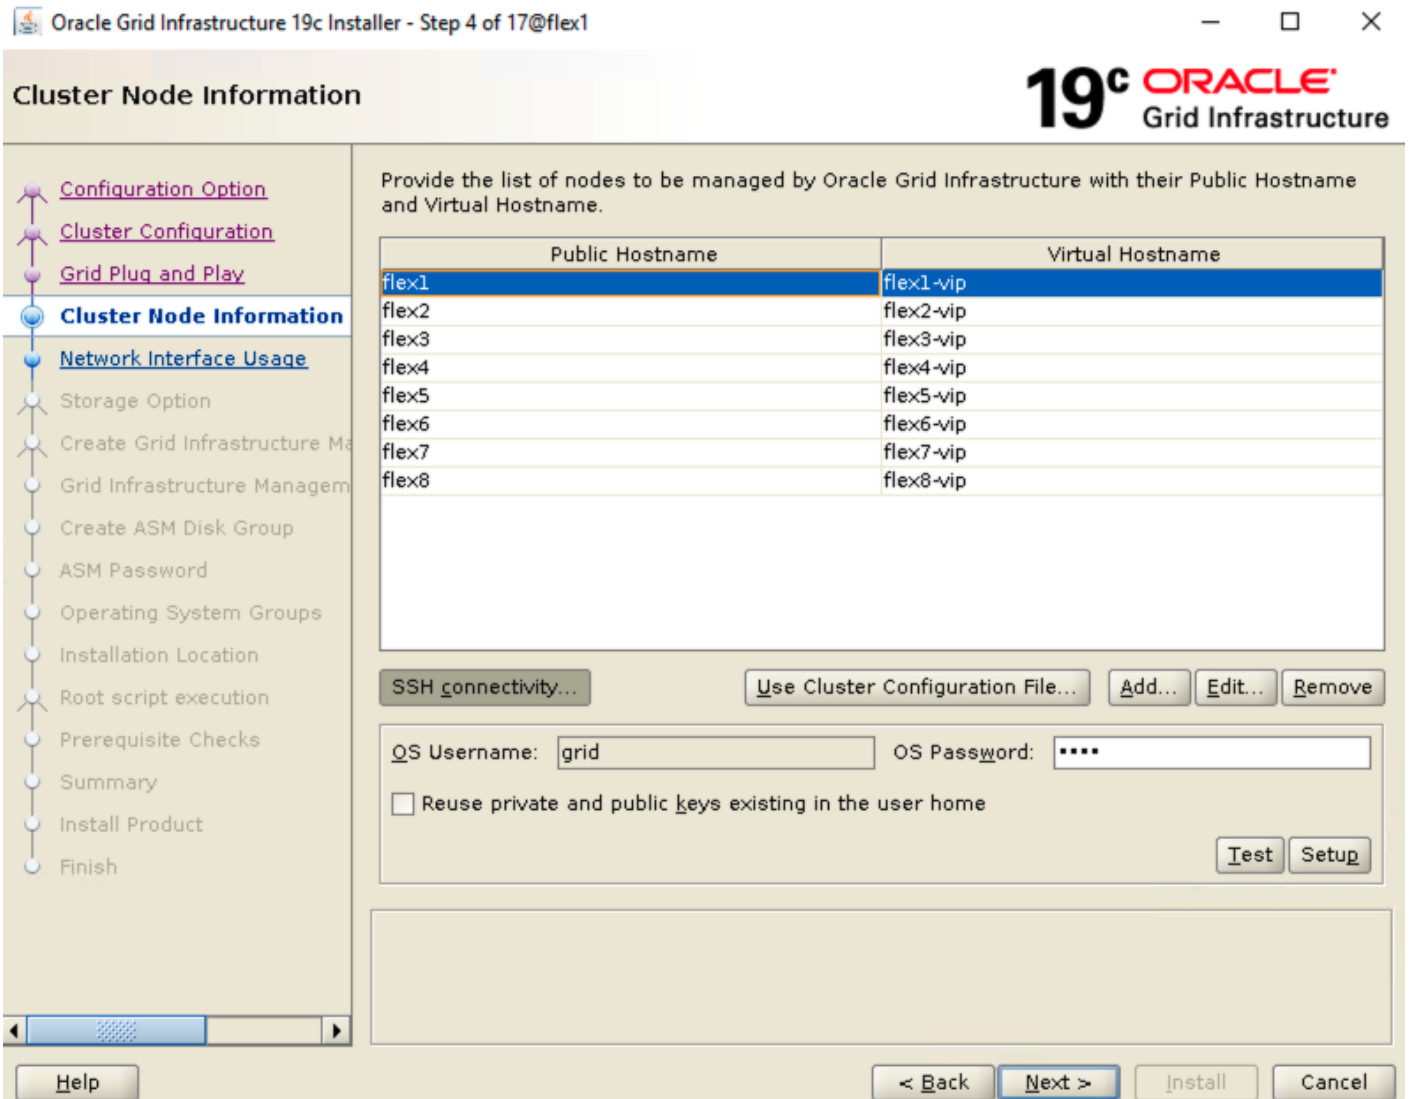 Oracle Grid Infrastructure 19c Installer - Step 4 of 17@flex1
Cluster Node Information
19c ORACLE
Grid Infrastructure
Configuration Option
Cluster Configuration
Grid Plug and Play
Cluster Node Information
Network Interface Usage
Storage Option
Create Grid Infrastructure Ma
Grid Infrastructure Managem
Create ASM Disk Group
ASM Password
Operating System Groups
Installation Location
Root script execution
Prerequisite Checks
Summary
Install Product
Finish
Provide the list of nodes to be managed by Oracle Grid Infrastructure with their Public Hostname
and Virtual Hostname.
Public Hostname Virtual Hostname
flex1 flex1-vip
flex2 flex2-vip
flex3 flex3-vip
flex4 flex4-vip
flex5 flex5-vip
flex6 flex6-vip
flex7 flex7-vip
flex8 flex8-vip
SSH connectivity... Use Cluster Configuration File... Add... Edit... Remove
OS Username: grid OS Password: ••••
Reuse private and public keys existing in the user home
Test Setup
Help < Back Next > Install Cancel